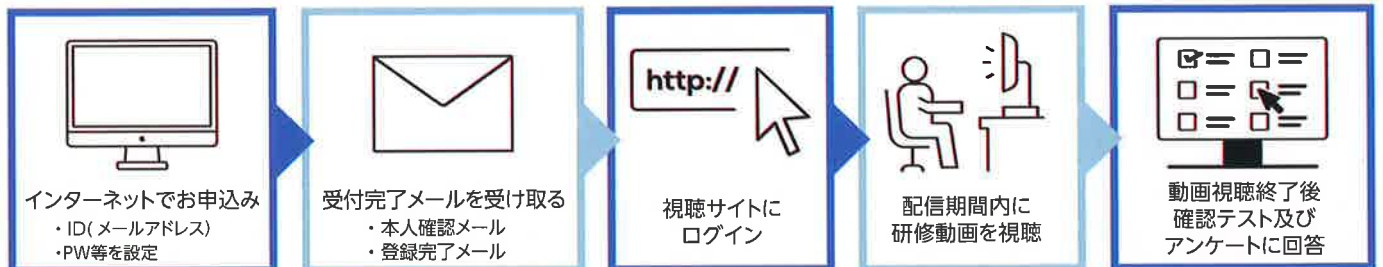 インターネットでお申込み
・ID(メールアドレス)
・PW等を設定
受付完了メールを受け取る
・本人確認メール
・登録完了メール
http://
視聴サイトに
ログイン
配信期間内に
研修動画を視聴
動画視聴終了後
確認テスト及び
アンケートに回答